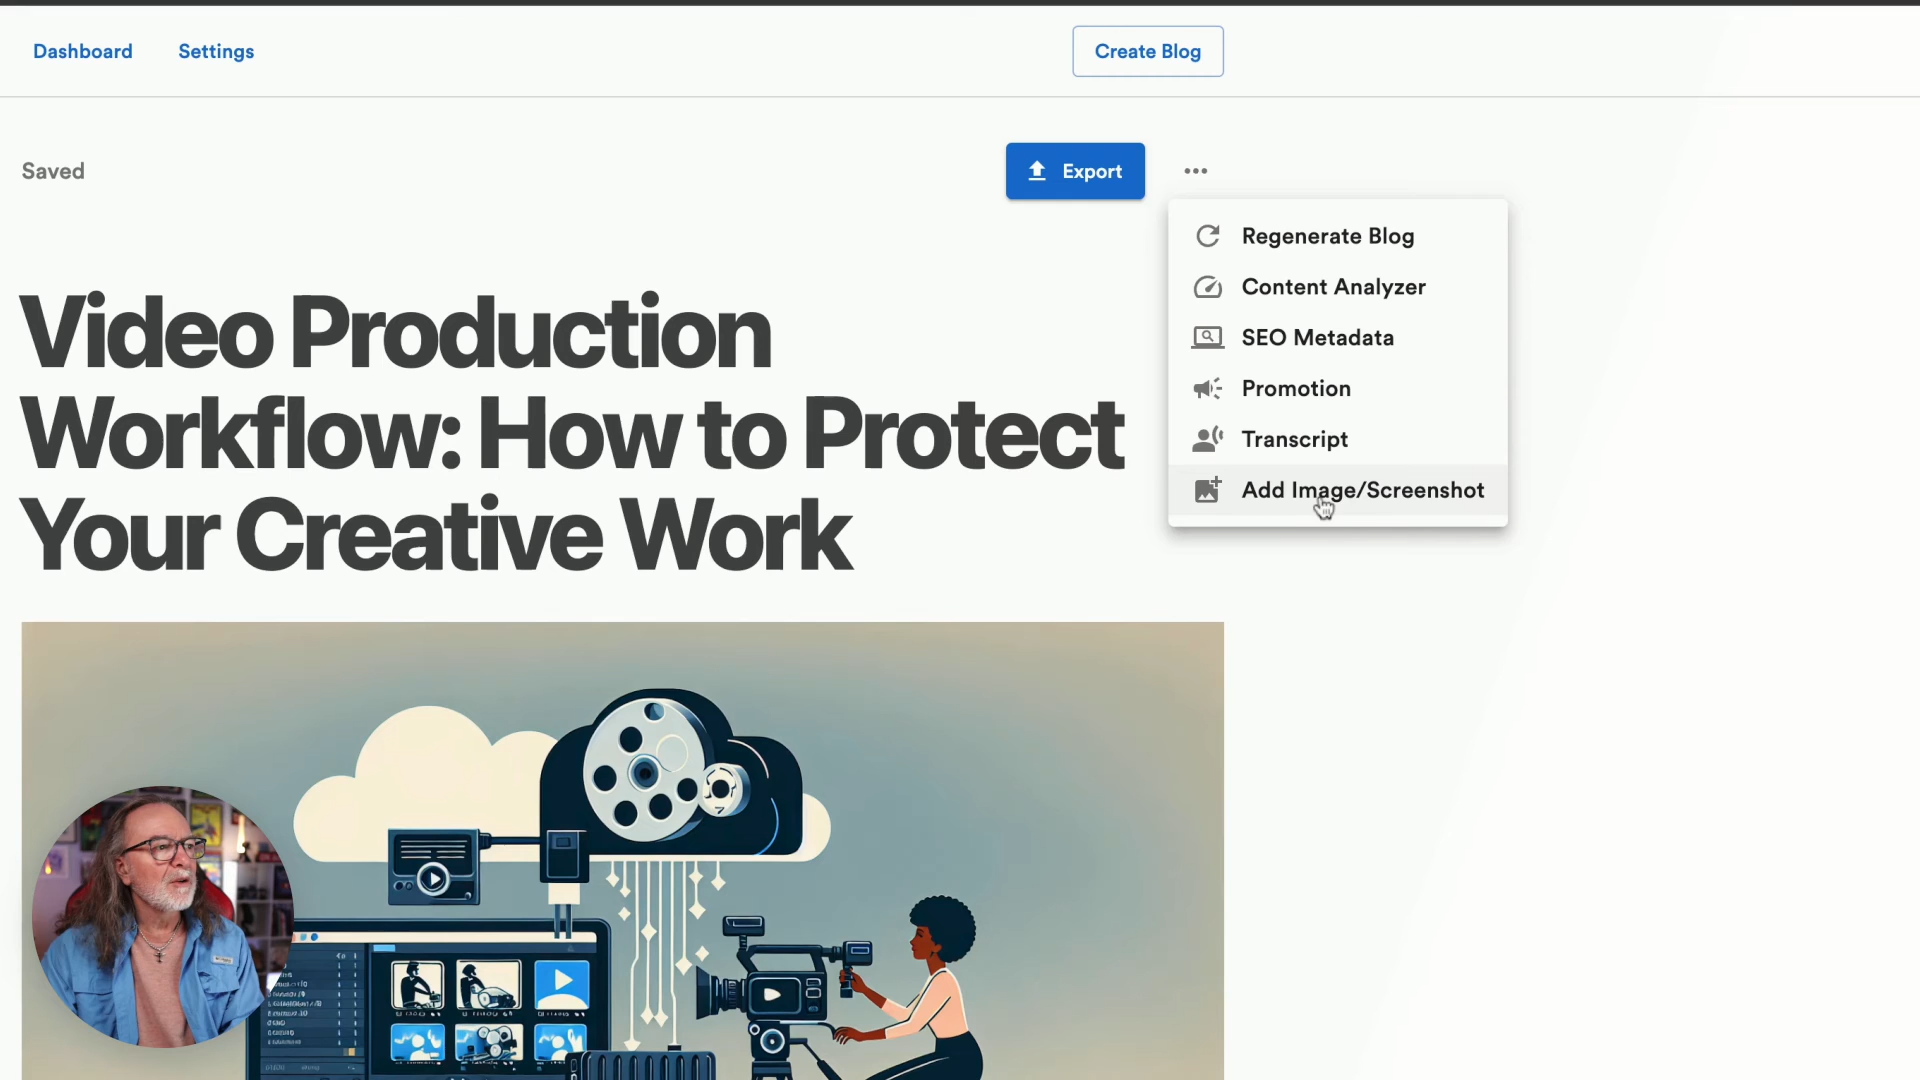 Dashboard
Settings
Create Blog
Saved
Export
Regenerate Blog
Content Analyzer
SEO Metadata
Promotion
Transcript
Add Image/Screenshot
Video Production
Workflow: How to Protect
Your Creative Work